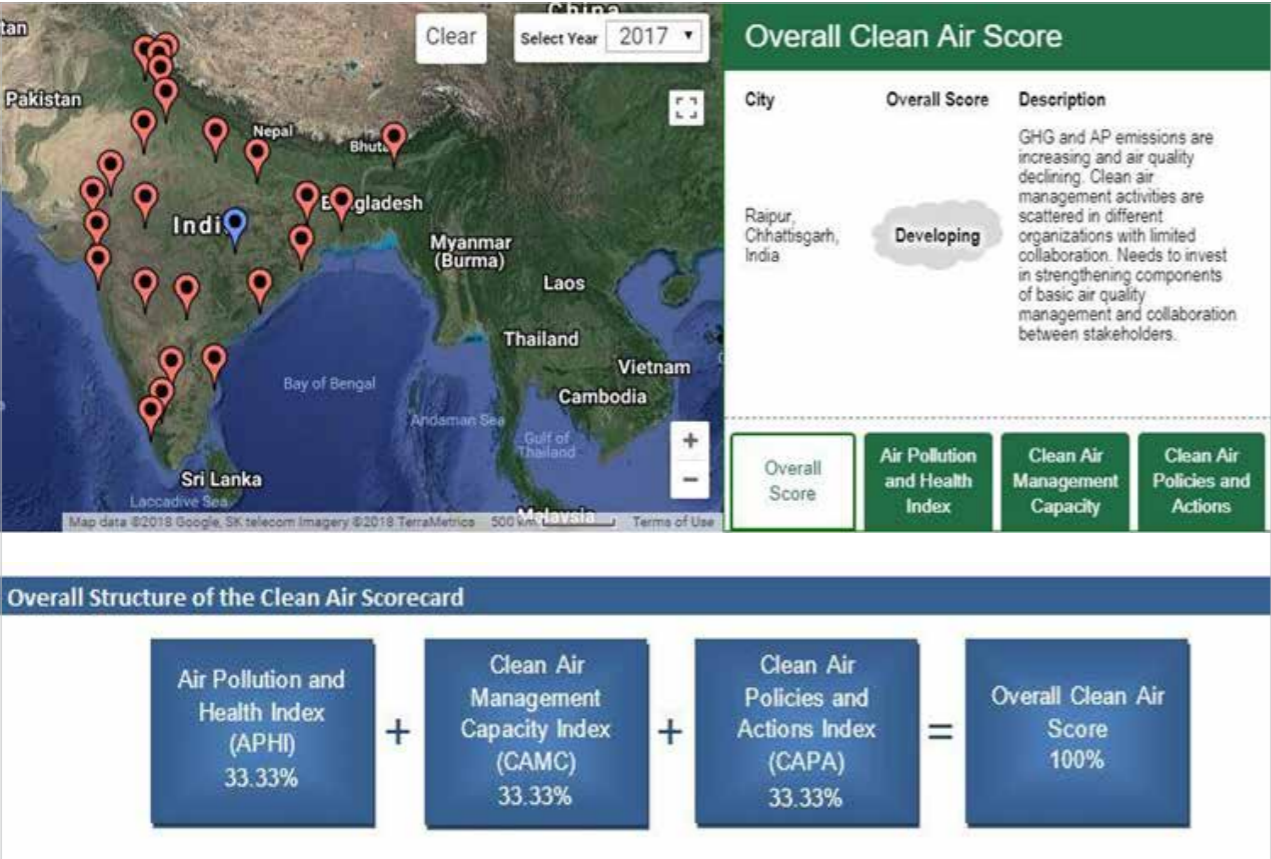 China
tan
Clear
Select Year 2017
Pakistan
Nepal
Bhuta
Bangladesh
Indi
Myanmar
(Burma)
Laos
Thailand
Vietnam
Bay of Bengal
Cambodia
Andaman Sea
Gulf of
Thailand
+
−
Sri Lanka
Laccadive Sea
Malaysia
Map data ©2018 Google, SK telecom Imagery ©2018 TerraMetrics 500 km Terms of Use
Overall Clean Air Score
City Overall Score Description
GHG and AP emissions are
increasing and air quality
declining. Clean air
management activities are
scattered in different
organizations with limited
collaboration. Needs to invest
in strengthening components
of basic air quality
management and collaboration
between stakeholders.
Raipur,
Chhattisgarh,
India
Developing
Overall
Score
Air Pollution
and Health
Index
Clean Air
Management
Capacity
Clean Air
Policies and
Actions
Overall Structure of the Clean Air Scorecard
Air Pollution and
Health Index
(APHI)
33.33%
+
Clean Air
Management
Capacity Index
(CAMC)
33.33%
+
Clean Air
Policies and
Actions Index
(CAPA)
33.33%
=
Overall Clean Air
Score
100%